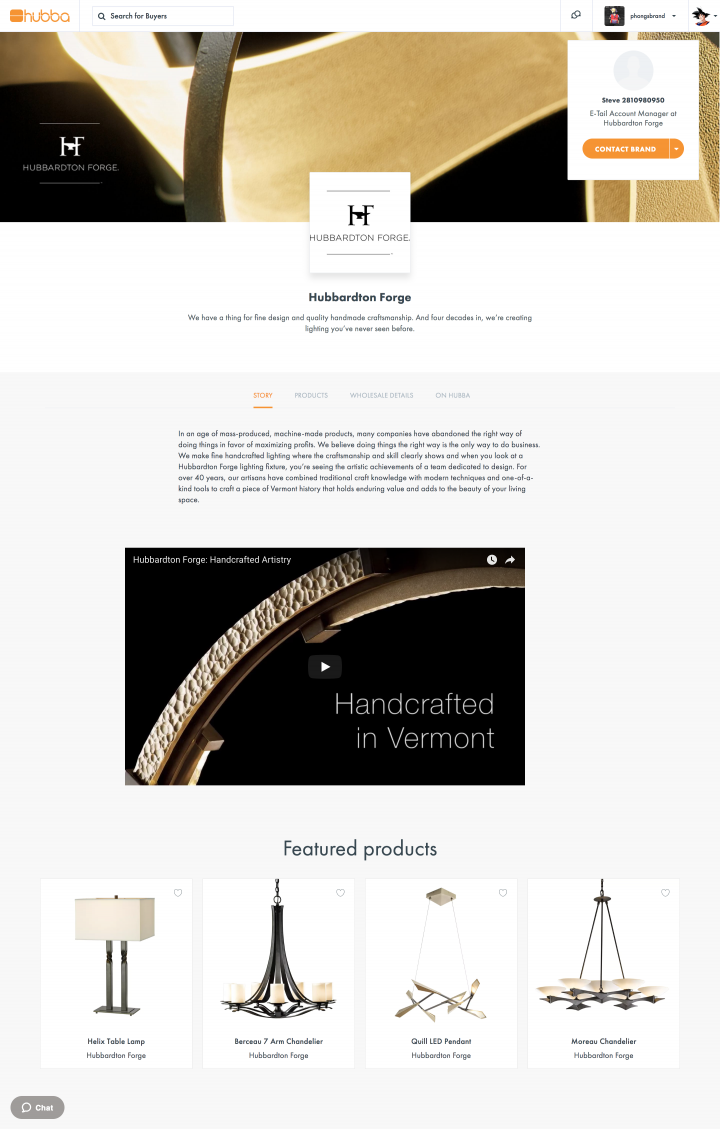 hubba
Search for Buyers
phongsbrand
HF
HUBBARDTON FORGE.
Steve 2810980950
E-Tail Account Manager at
Hubbardton Forge
CONTACT BRAND
HF
HUBBARDTON FORGE.
Hubbardton Forge
We have a thing for fine design and quality handmade craftsmanship. And four decades in, we're creating
lighting you've never seen before.
STORY PRODUCTS WHOLESALE DETAILS ON HUBBA
In an age of mass-produced, machine-made products, many companies have abandoned the right way of
doing things in favor of maximizing profits. We believe doing things the right way is the only way to do business.
We make fine handcrafted lighting where the craftsmanship and skill clearly shows and when you look at a
Hubbardton Forge lighting fixture, you're seeing the artistic achievements of a team dedicated to design. For
over 40 years, our artisans have combined traditional craft knowledge with modern techniques and one-of-a-
kind tools to craft a piece of Vermont history that holds enduring value and adds to the beauty of your living
space.
Hubbardton Forge: Handcrafted Artistry
Handcrafted
in Vermont
Featured products
Helix Table Lamp
Hubbardton Forge
Berceau 7 Arm Chandelier
Hubbardton Forge
Quill LED Pendant
Hubbardton Forge
Moreau Chandelier
Hubbardton Forge
Chat